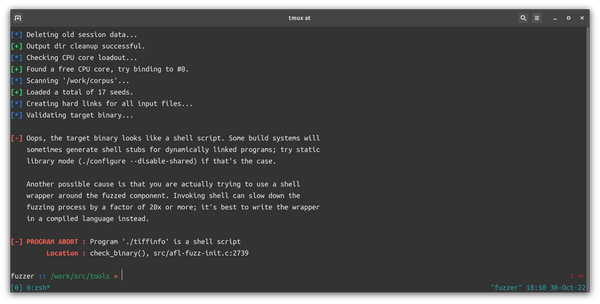 tmux at
[*] Deleting old session data...
[+] Output dir cleanup successful.
[*] Checking CPU core loadout...
[+] Found a free CPU core, try binding to #0.
[*] Scanning '/work/corpus'...
[+] Loaded a total of 17 seeds.
[*] Creating hard links for all input files...
[*] Validating target binary...
[-] Oops, the target binary looks like a shell script. Some build systems will
sometimes generate shell stubs for dynamically linked programs; try static
library mode (./configure --disable-shared) if that's the case.
Another possible cause is that you are actually trying to use a shell
wrapper around the fuzzed component. Invoking shell can slow down the
fuzzing process by a factor of 20x or more; it's best to write the wrapper
in a compiled language instead.
[-] PROGRAM ABORT : Program './tiffinfo' is a shell script
Location : check_binary(), src/afl-fuzz-init.c:2739
fuzzer :: /work/src/tools »
[0] 0:zsh* "fuzzer" 18:50 30-Oct-22